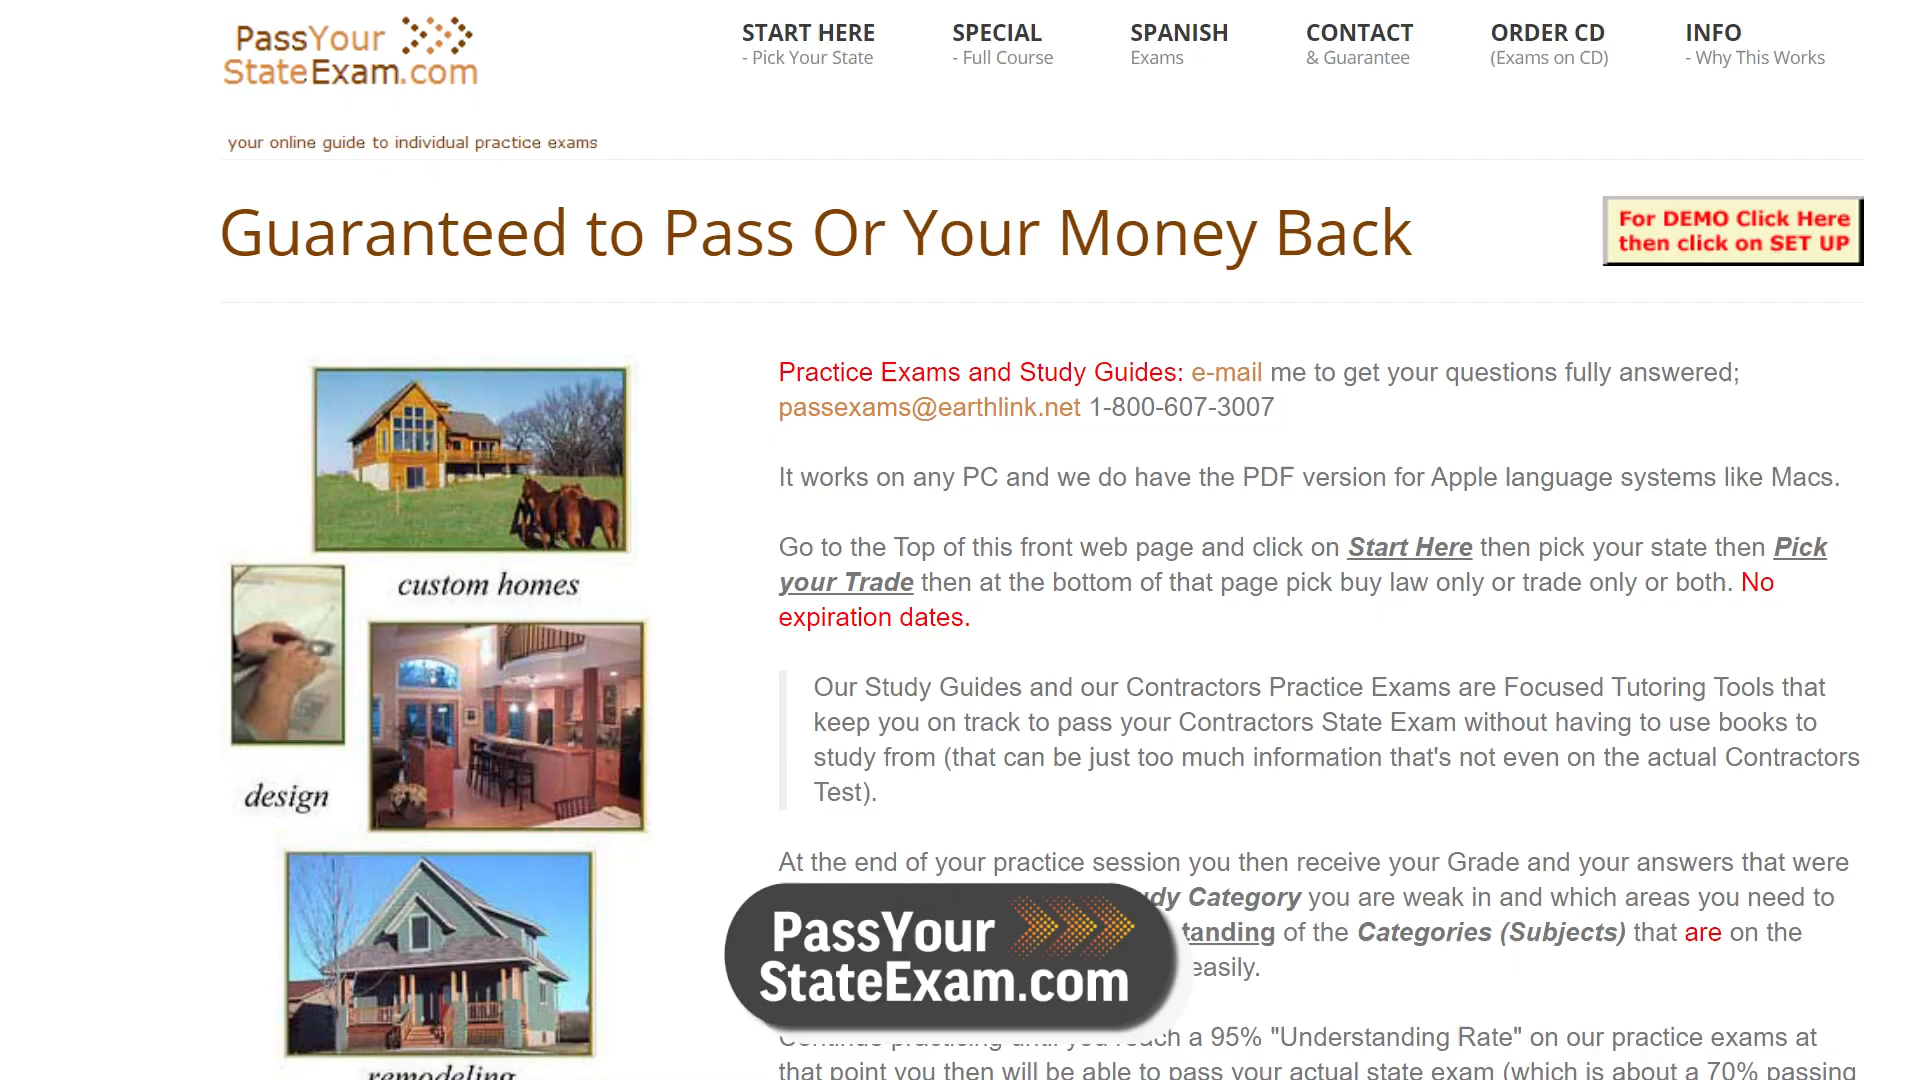 PassYour
StateExam.com
START HERE
- Pick Your State
SPECIAL
- Full Course
SPANISH
Exams
CONTACT
& Guarantee
ORDER CD
(Exams on CD)
INFO
- Why This Works
your online guide to individual practice exams
Guaranteed to Pass Or Your Money Back
For DEMO Click Here
then click on SET UP
custom homes
design
remodeling
Practice Exams and Study Guides: e-mail me to get your questions fully answered;
passexams@earthlink.net 1-800-607-3007
It works on any PC and we do have the PDF version for Apple language systems like Macs.
Go to the Top of this front web page and click on Start Here then pick your state then Pick
your Trade then at the bottom of that page pick buy law only or trade only or both. No
expiration dates.
Our Study Guides and our Contractors Practice Exams are Focused Tutoring Tools that
keep you on track to pass your Contractors State Exam without having to use books to
study from (that can be just too much information that's not even on the actual Contractors
Test).
At the end of your practice session you then receive your Grade and your answers that were
Category you are weak in and which areas you need to
of the Categories (Subjects) that are on the
easily.
PassYour
StateExam.com
Continue practicing until you reach a 95% "Understanding Rate" on our practice exams at
that point you then will be able to pass your actual state exam (which is about a 70% passing